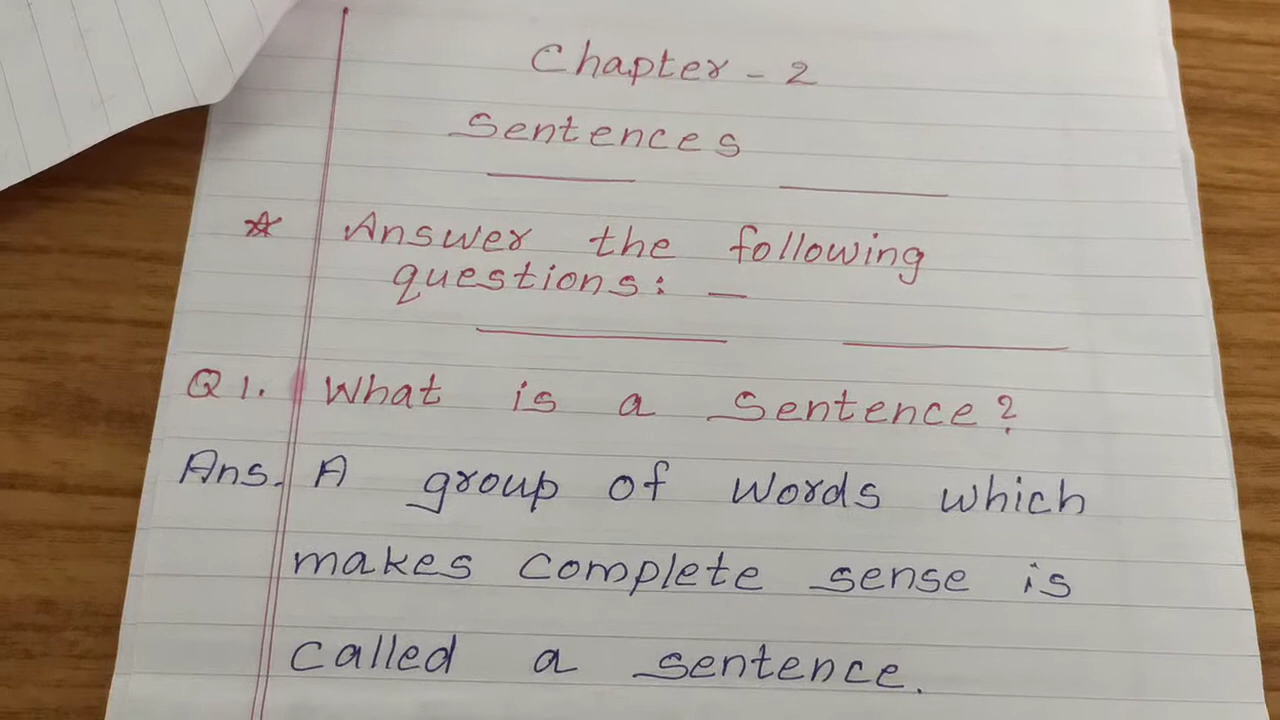 Chapter - 2
Sentences
☆ Answer the following
questions: —
Q1. What is a Sentence?
Ans. A group of words which
makes complete sense is
called a sentence.